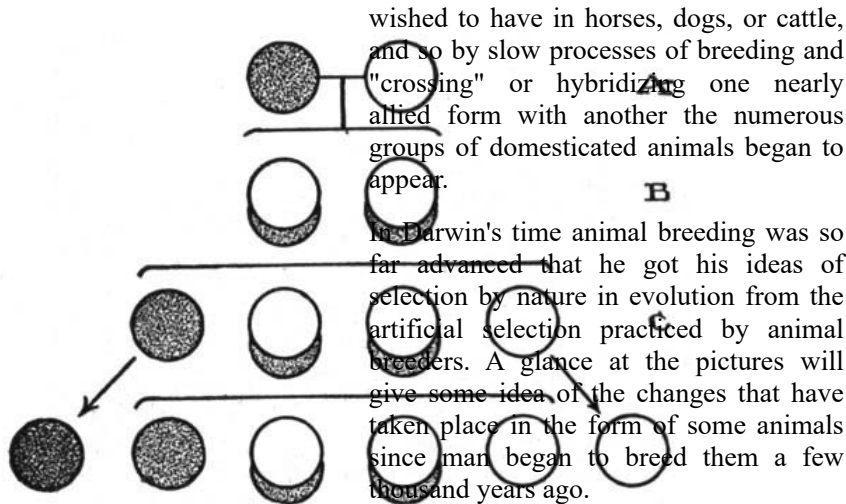 wished to have in horses, dogs, or cattle,
and so by slow processes of breeding and
"crossing" or hybridizing one nearly
A
allied form with another the numerous
groups of domesticated animals began to
appear.
B
In Darwin's time animal breeding was so
far advanced that he got his ideas of
selection by nature in evolution from the
C
artificial selection practiced by animal
breeders. A glance at the pictures will
give some idea of the changes that have
taken place in the form of some animals
since man began to breed them a few
thousand years ago.